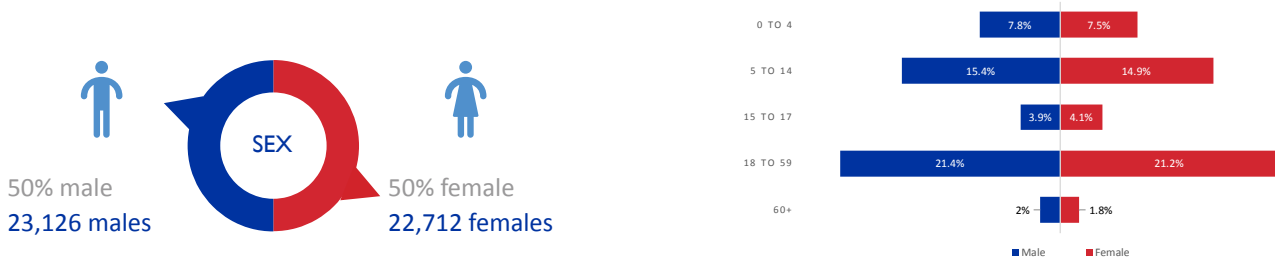 SEX
50% male
23,126 males
50% female
22,712 females
0 TO 4
7.8%
7.5%
5 TO 14
15.4%
14.9%
15 TO 17
3.9%
4.1%
18 TO 59
21.4%
21.2%
60+
2%
1.8%
Male
Female